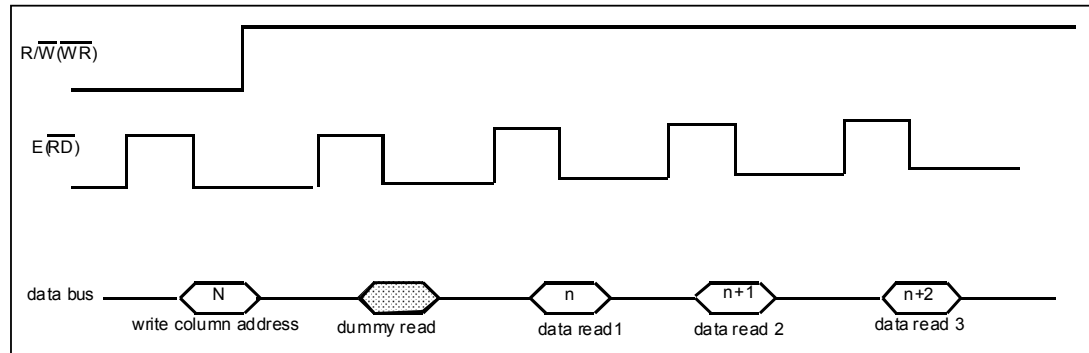 R/W(WR)
E(RD)
data bus
N
n
n+1
n+2
write column address
dummy read
data read1
data read 2
data read 3